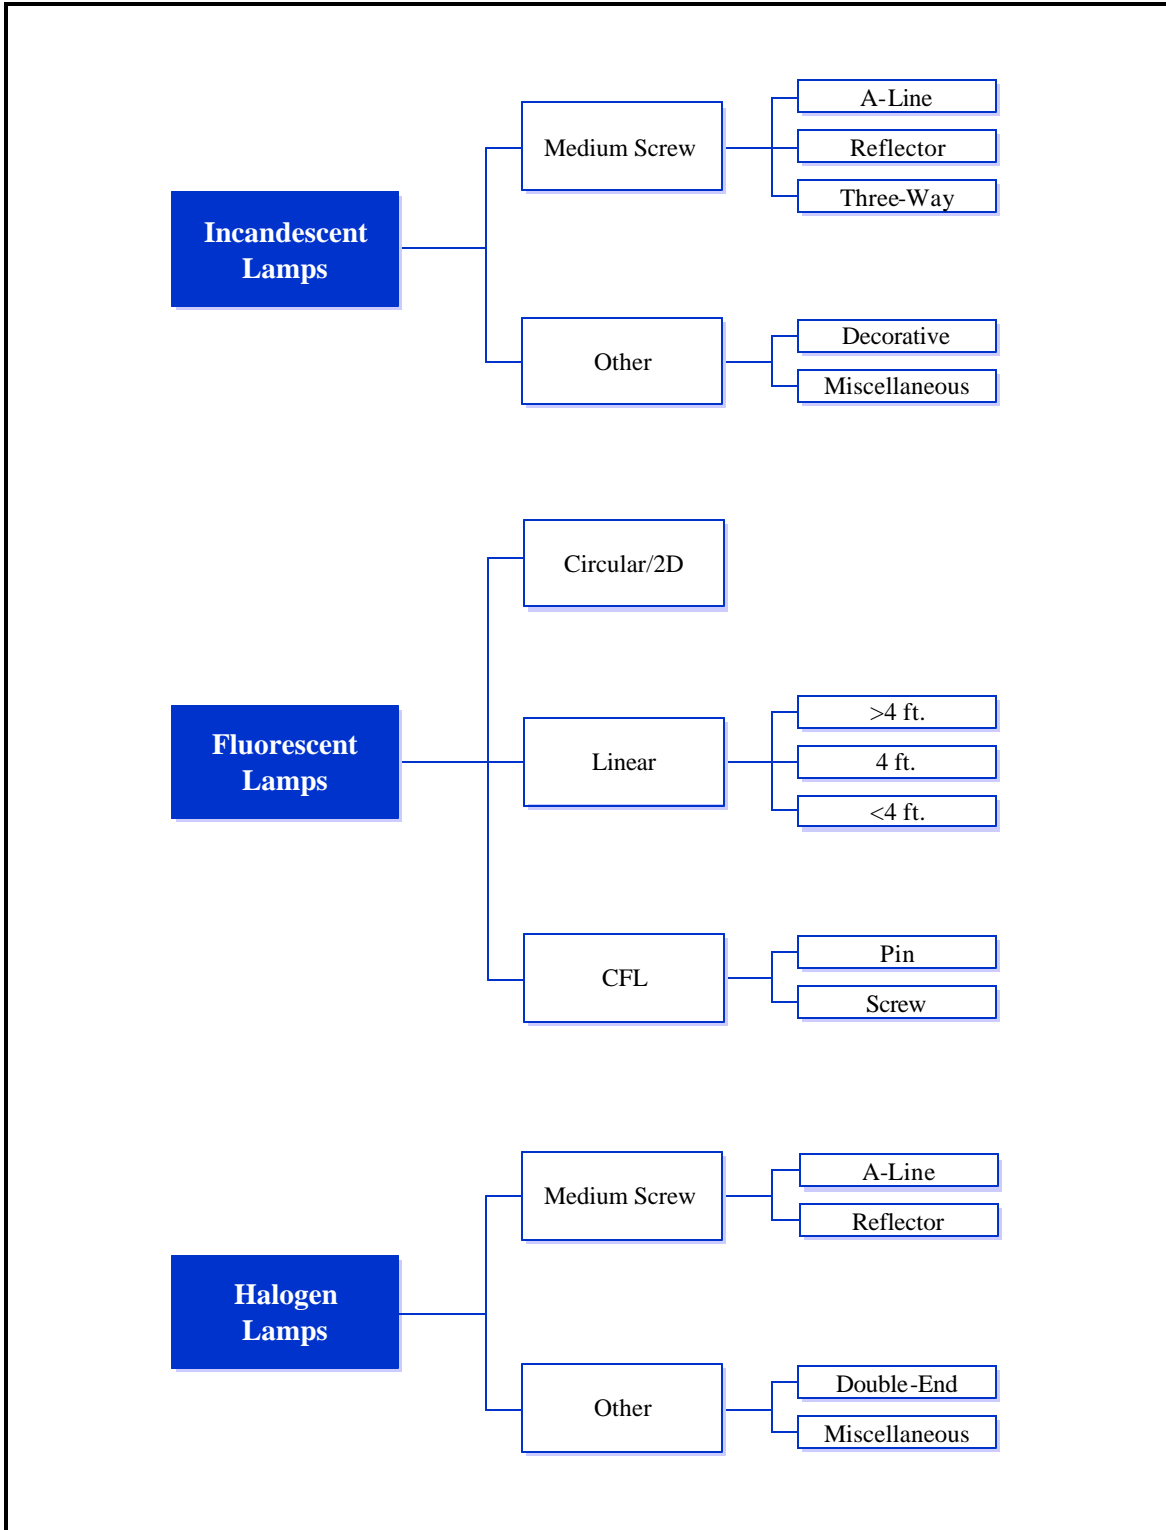 Incandescent
Lamps
Medium Screw
A-Line
Reflector
Three-Way
Other
Decorative
Miscellaneous
Fluorescent
Lamps
Circular/2D
Linear
>4 ft.
4 ft.
<4 ft.
CFL
Pin
Screw
Halogen
Lamps
Medium Screw
A-Line
Reflector
Other
Double-End
Miscellaneous